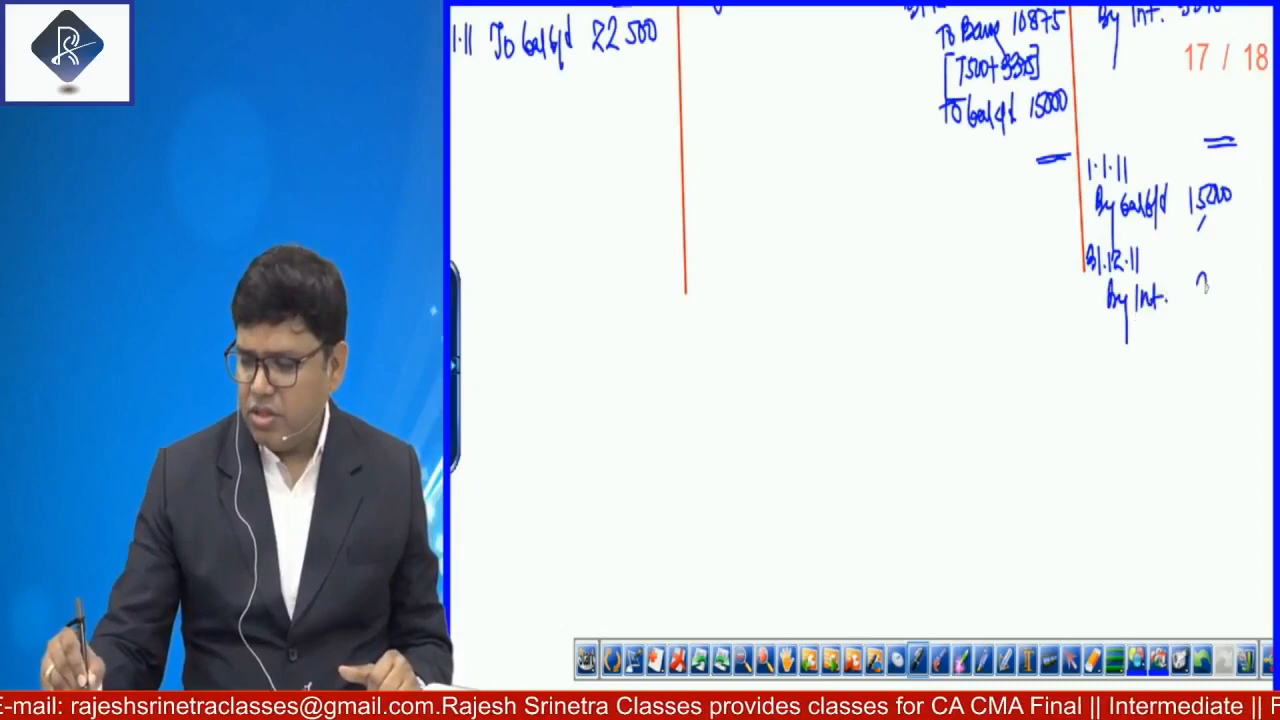 1.11 To bal b/d 22500
To Bank 10875
[7500+3375]
To bal c/d 15000
By Int.
17 / 18
1.1.11
By bal b/d 15000
31.12.11
By Int. 2
E-mail: rajeshsrinetraclasses@gmail.com.Rajesh Srinetra Classes provides classes for CA CMA Final || Intermediate ||